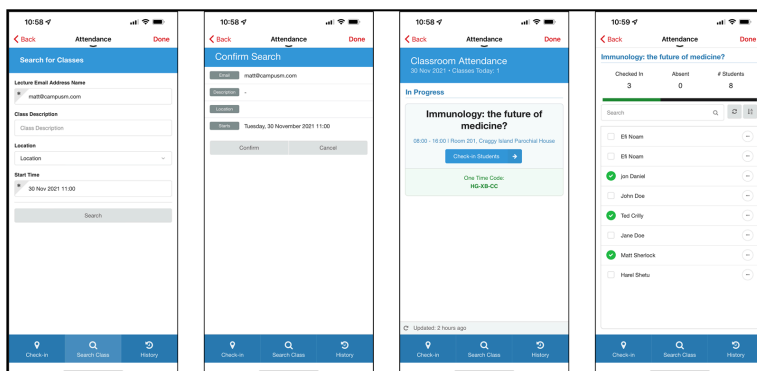 10:58
Back
Attendance
Done
Search for Classes
Lecture Email Address Name
* matt@campusm.com
Class Description
Class Description
Location
Location
Start Time
* 30 Nov 2021 11:00
Search
Check-in
Search Class
History
10:58
Back
Attendance
Done
Confirm Search
Email matt@campusm.com
Description -
Location
Starts Tuesday, 30 November 2021 11:00
Confirm
Cancel
Check-in
Search Class
History
10:58
Back
Attendance
Done
Classroom Attendance
30 Nov 2021 - Classes Today: 1
In Progress
Immunology: the future of
medicine?
08:00 - 16:00 | Room 201, Craggy Island Parochial House
Check-in Students
One Time Code:
HG-XB-CC
Updated: 2 hours ago
Check-in
Search Class
History
10:59
Back
Attendance
Done
Immunology: the future of medicine?
Checked In
Absent
# Students
3
0
8
Search
Efi Noam
Efi Noam
jon Daniel
John Doe
Ted Crilly
Jane Doe
Matt Sherlock
Harel Shetu
Check-in
Search Class
History